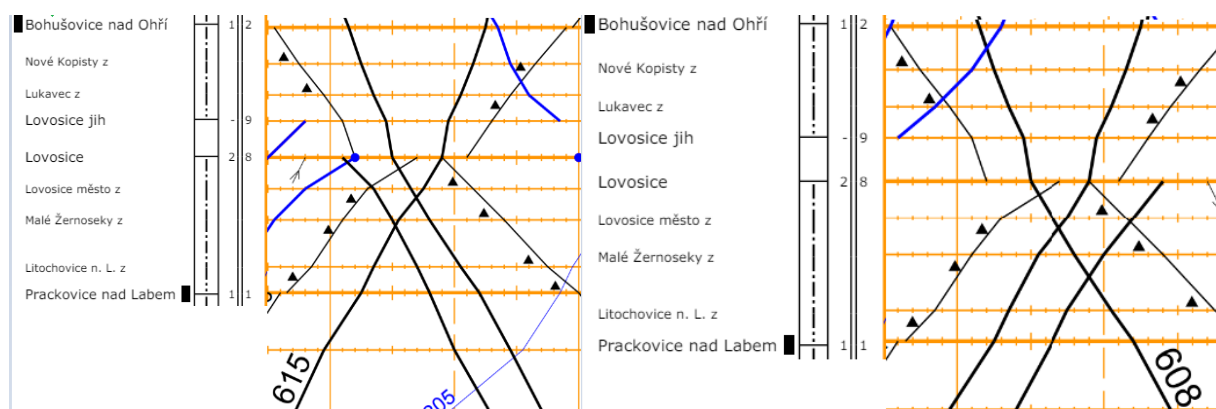 Bohušovice nad Ohří 1 2
Nové Kopisty z
Lukavec z
Lovosice jih - 9
Lovosice 2 8
Lovosice město z
Malé Žernoseky z
Litochovice n. L. z
Prackovice nad Labem 1 1
615
Bohušovice nad Ohří 1 2
Nové Kopisty z
Lukavec z
Lovosice jih - 9
Lovosice 2 8
Lovosice město z
Malé Žernoseky z
Litochovice n. L. z
Prackovice nad Labem 1 1
608